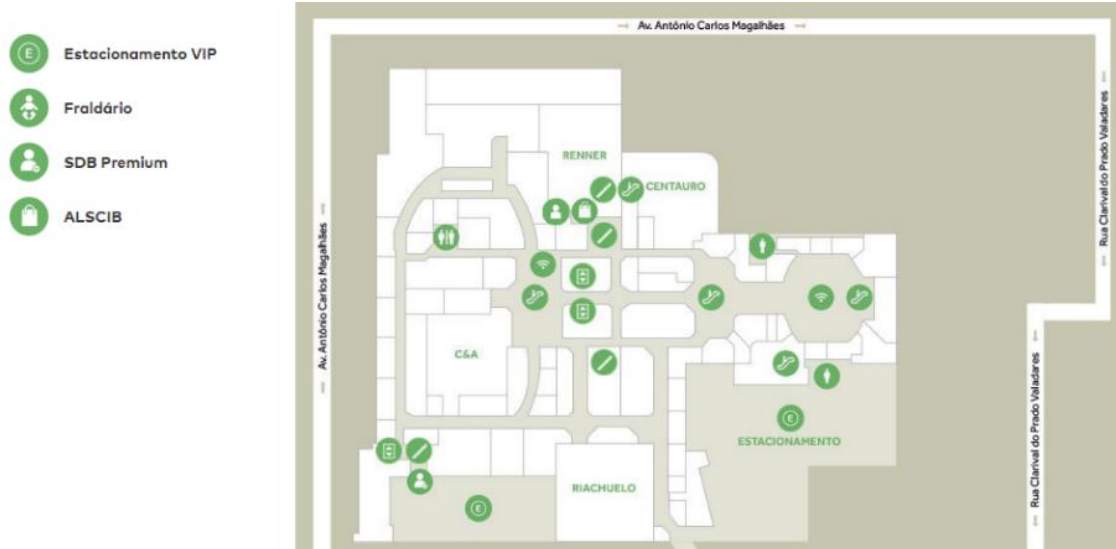 Estacionamento VIP
Fraldário
SDB Premium
ALSCIB
Av. Antônio Carlos Magalhães
Rua Clarival do Prado Valadares
RENNER
CENTAURO
Av. Antônio Carlos Magalhães
C&A
Rua Clarival do Prado Valadares
E
ESTACIONAMENTO
RIACHUELO
E
E